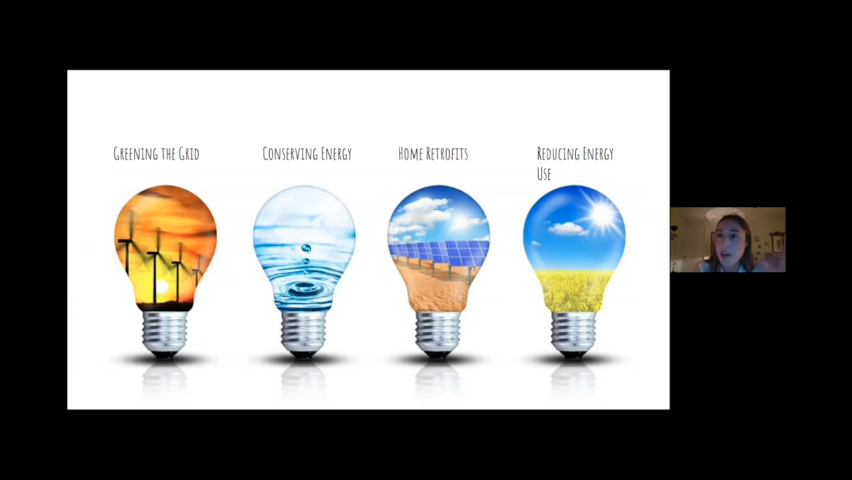 Greening the Grid
Conserving Energy
Home Retrofits
Reducing Energy
Use